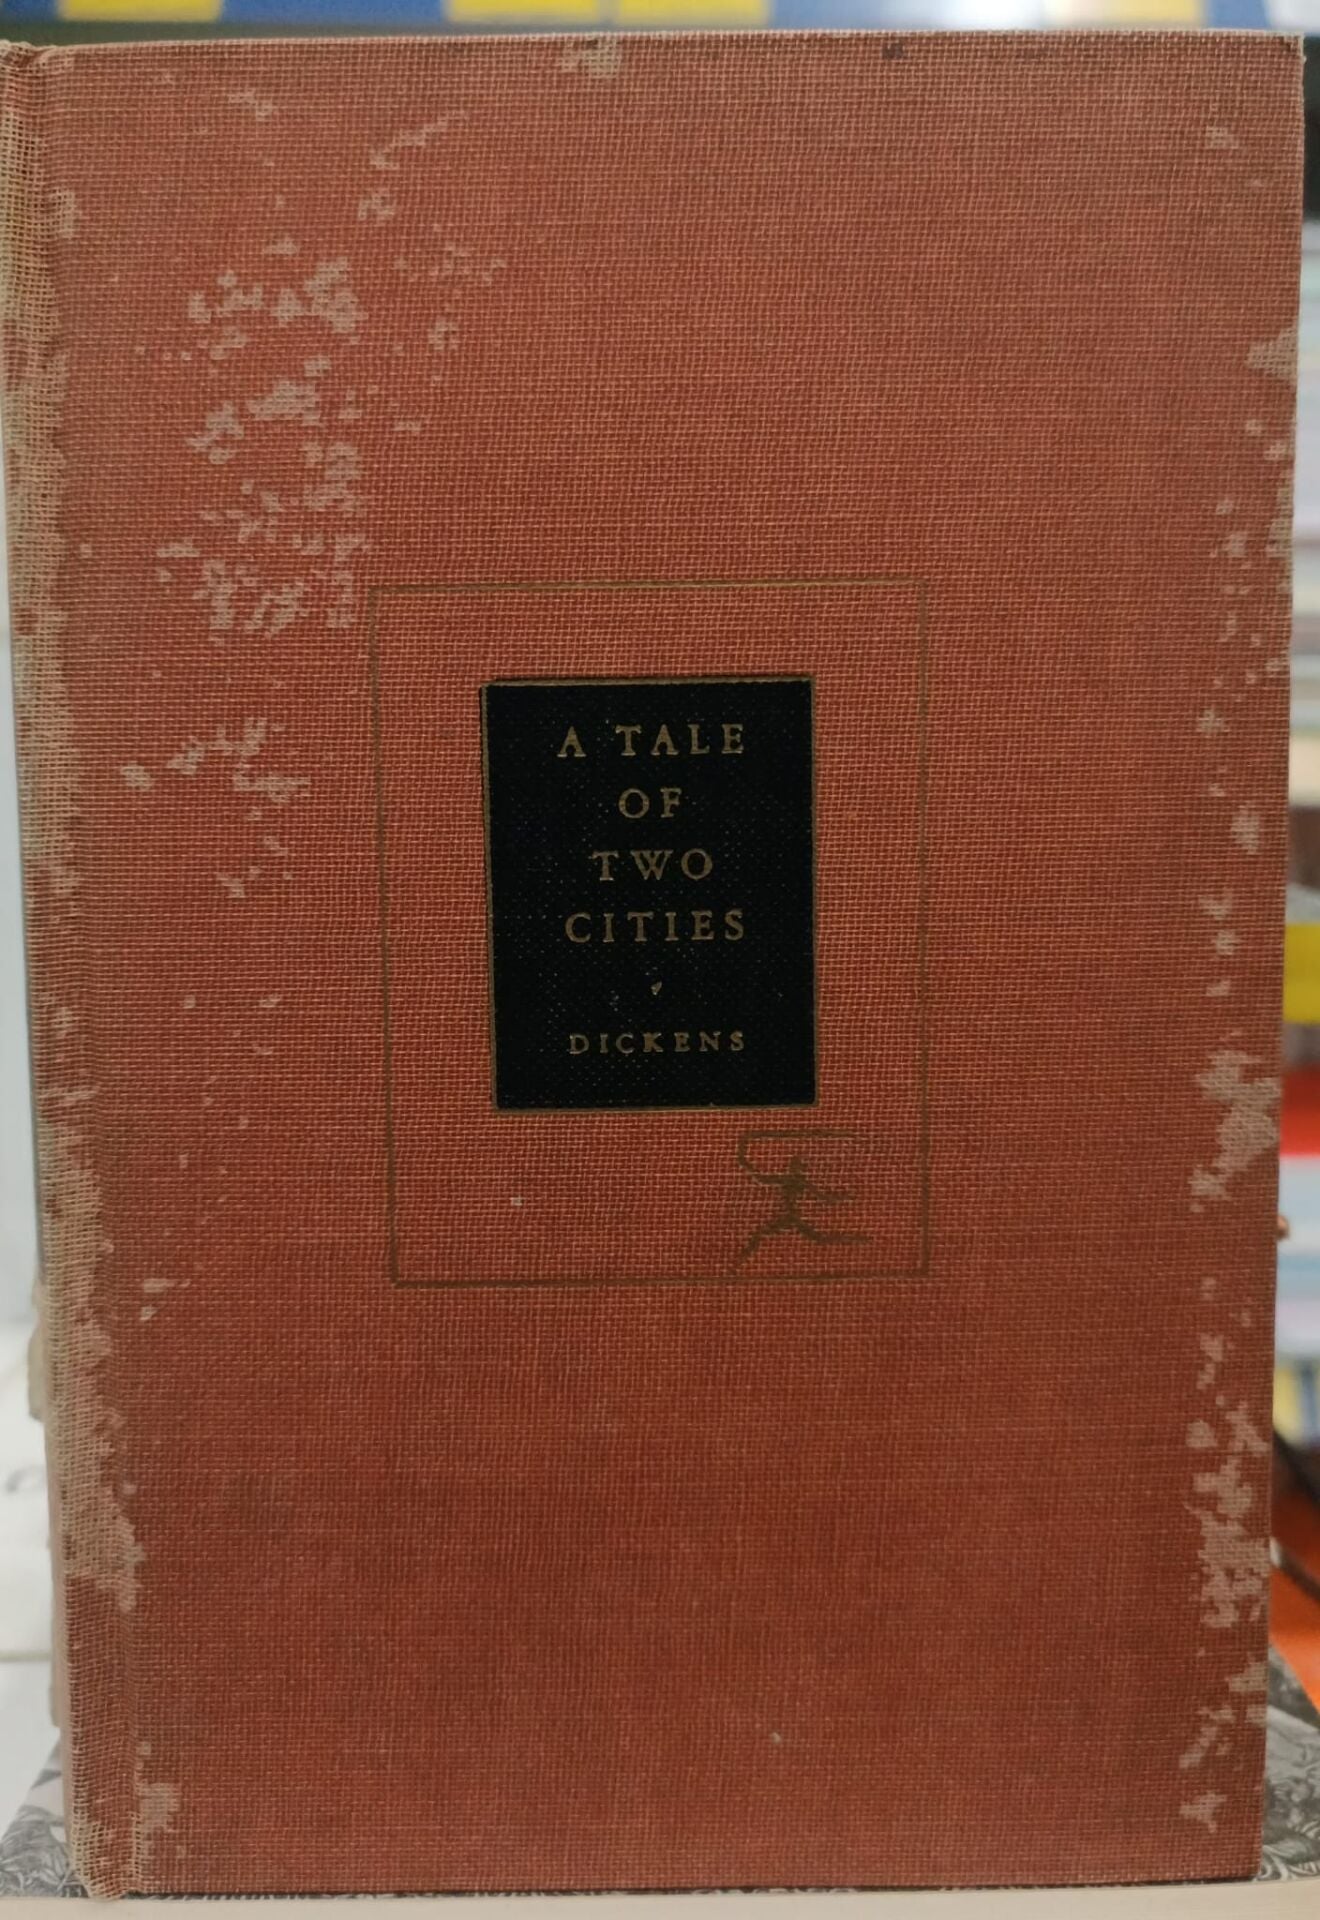 A TALE
OF
TWO
CITIES
DICKENS